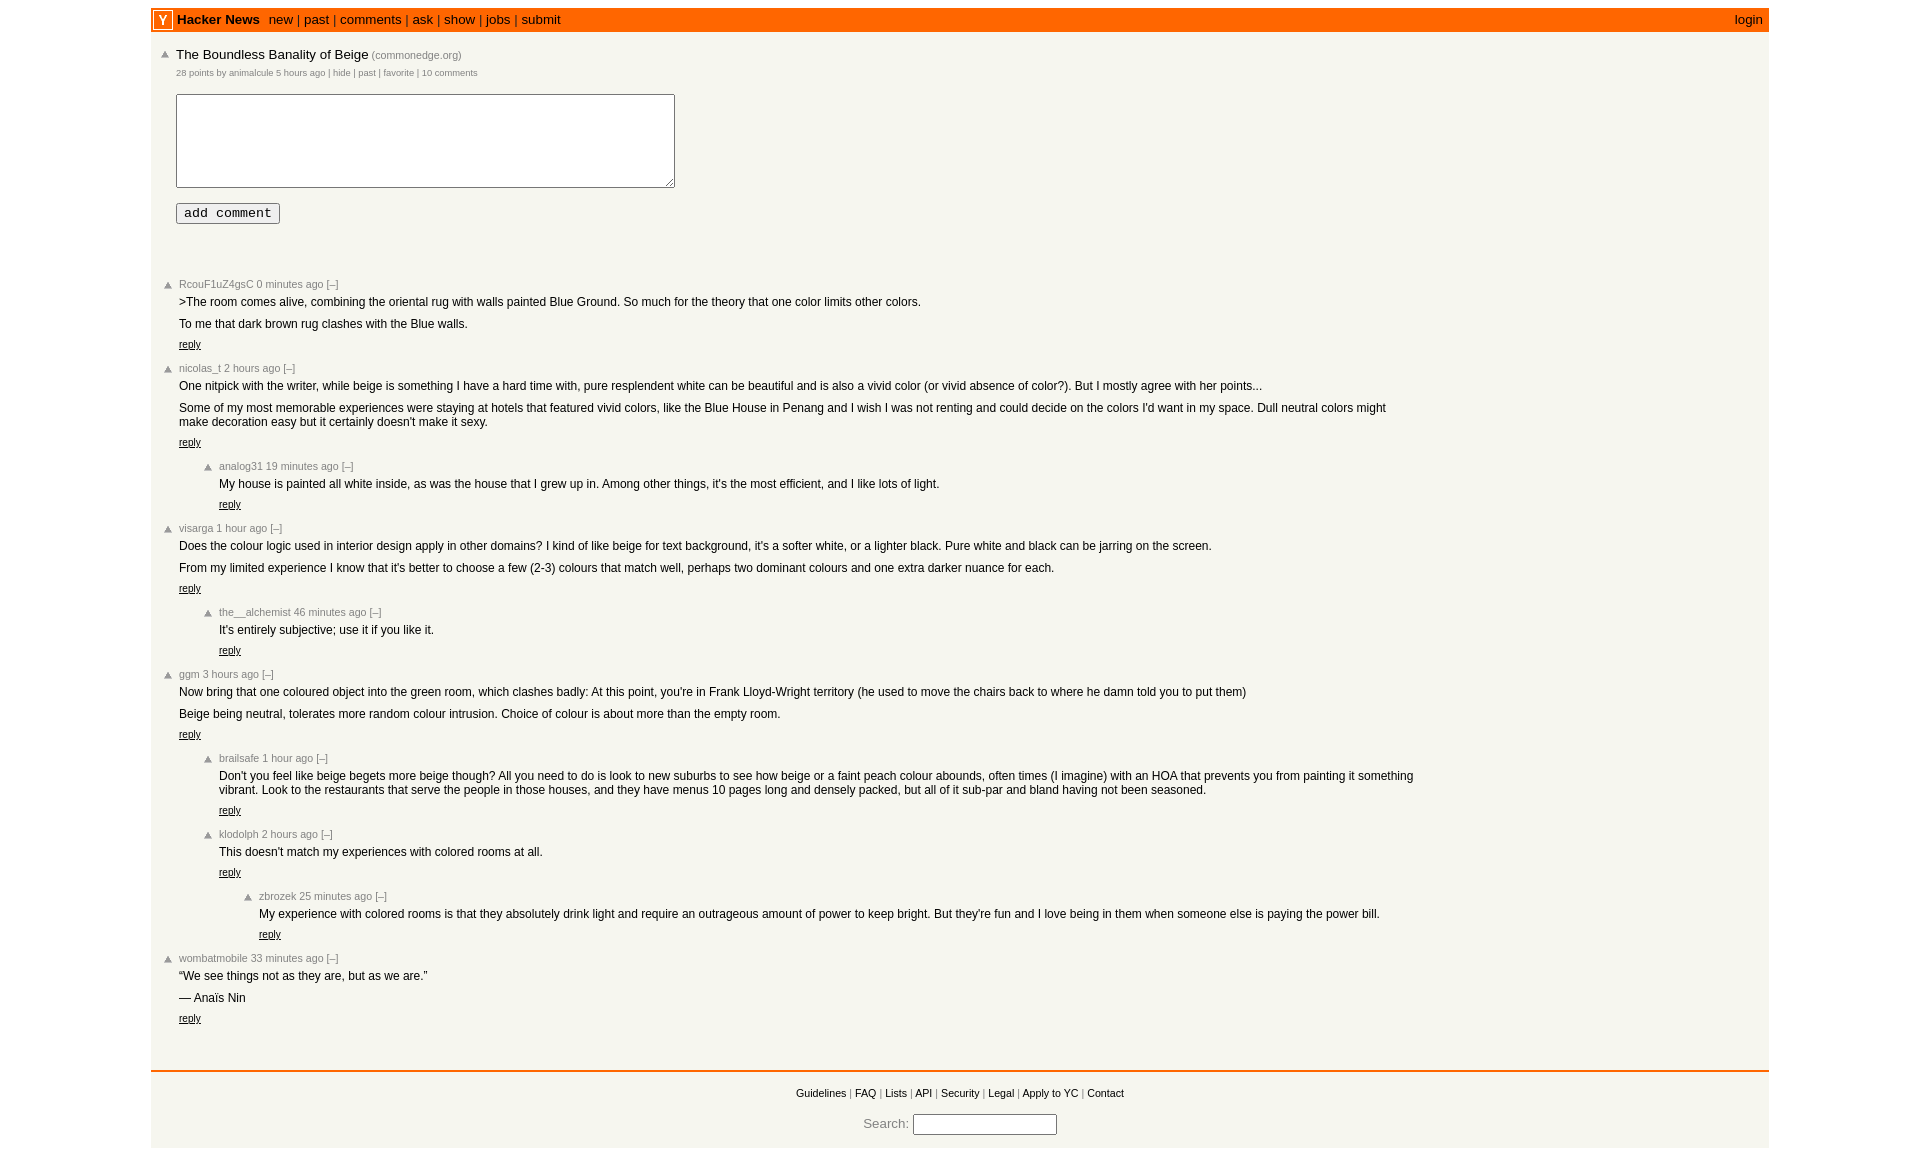 Y Hacker News new | past | comments | ask | show | jobs | submit login
The Boundless Banality of Beige (commonedge.org)
28 points by animalcule 5 hours ago | hide | past | favorite | 10 comments
add comment
RcouF1uZ4gsC 0 minutes ago [–]
>The room comes alive, combining the oriental rug with walls painted Blue Ground. So much for the theory that one color limits other colors.
To me that dark brown rug clashes with the Blue walls.
reply
nicolas_t 2 hours ago [–]
One nitpick with the writer, while beige is something I have a hard time with, pure resplendent white can be beautiful and is also a vivid color (or vivid absence of color?). But I mostly agree with her points...
Some of my most memorable experiences were staying at hotels that featured vivid colors, like the Blue House in Penang and I wish I was not renting and could decide on the colors I'd want in my space. Dull neutral colors might
make decoration easy but it certainly doesn't make it sexy.
reply
analog31 19 minutes ago [–]
My house is painted all white inside, as was the house that I grew up in. Among other things, it's the most efficient, and I like lots of light.
reply
visarga 1 hour ago [–]
Does the colour logic used in interior design apply in other domains? I kind of like beige for text background, it's a softer white, or a lighter black. Pure white and black can be jarring on the screen.
From my limited experience I know that it's better to choose a few (2-3) colours that match well, perhaps two dominant colours and one extra darker nuance for each.
reply
the__alchemist 46 minutes ago [–]
It's entirely subjective; use it if you like it.
reply
ggm 3 hours ago [–]
Now bring that one coloured object into the green room, which clashes badly: At this point, you're in Frank Lloyd-Wright territory (he used to move the chairs back to where he damn told you to put them)
Beige being neutral, tolerates more random colour intrusion. Choice of colour is about more than the empty room.
reply
brailsafe 1 hour ago [–]
Don't you feel like beige begets more beige though? All you need to do is look to new suburbs to see how beige or a faint peach colour abounds, often times (I imagine) with an HOA that prevents you from painting it something
vibrant. Look to the restaurants that serve the people in those houses, and they have menus 10 pages long and densely packed, but all of it sub-par and bland having not been seasoned.
reply
klodolph 2 hours ago [–]
This doesn't match my experiences with colored rooms at all.
reply
zbrozek 25 minutes ago [–]
My experience with colored rooms is that they absolutely drink light and require an outrageous amount of power to keep bright. But they're fun and I love being in them when someone else is paying the power bill.
reply
wombatmobile 33 minutes ago [–]
“We see things not as they are, but as we are.”
— Anaïs Nin
reply
Guidelines | FAQ | Lists | API | Security | Legal | Apply to YC | Contact
Search: